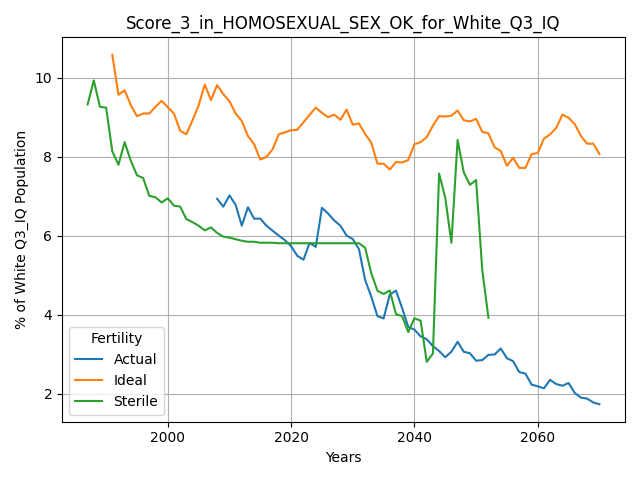 Score_3_in_HOMOSEXUAL_SEX_OK_for_White_Q3_IQ
% of White Q3_IQ Population
10
8
6
4
2
Fertility
Actual
Ideal
Sterile
2000
2020
2040
2060
Years